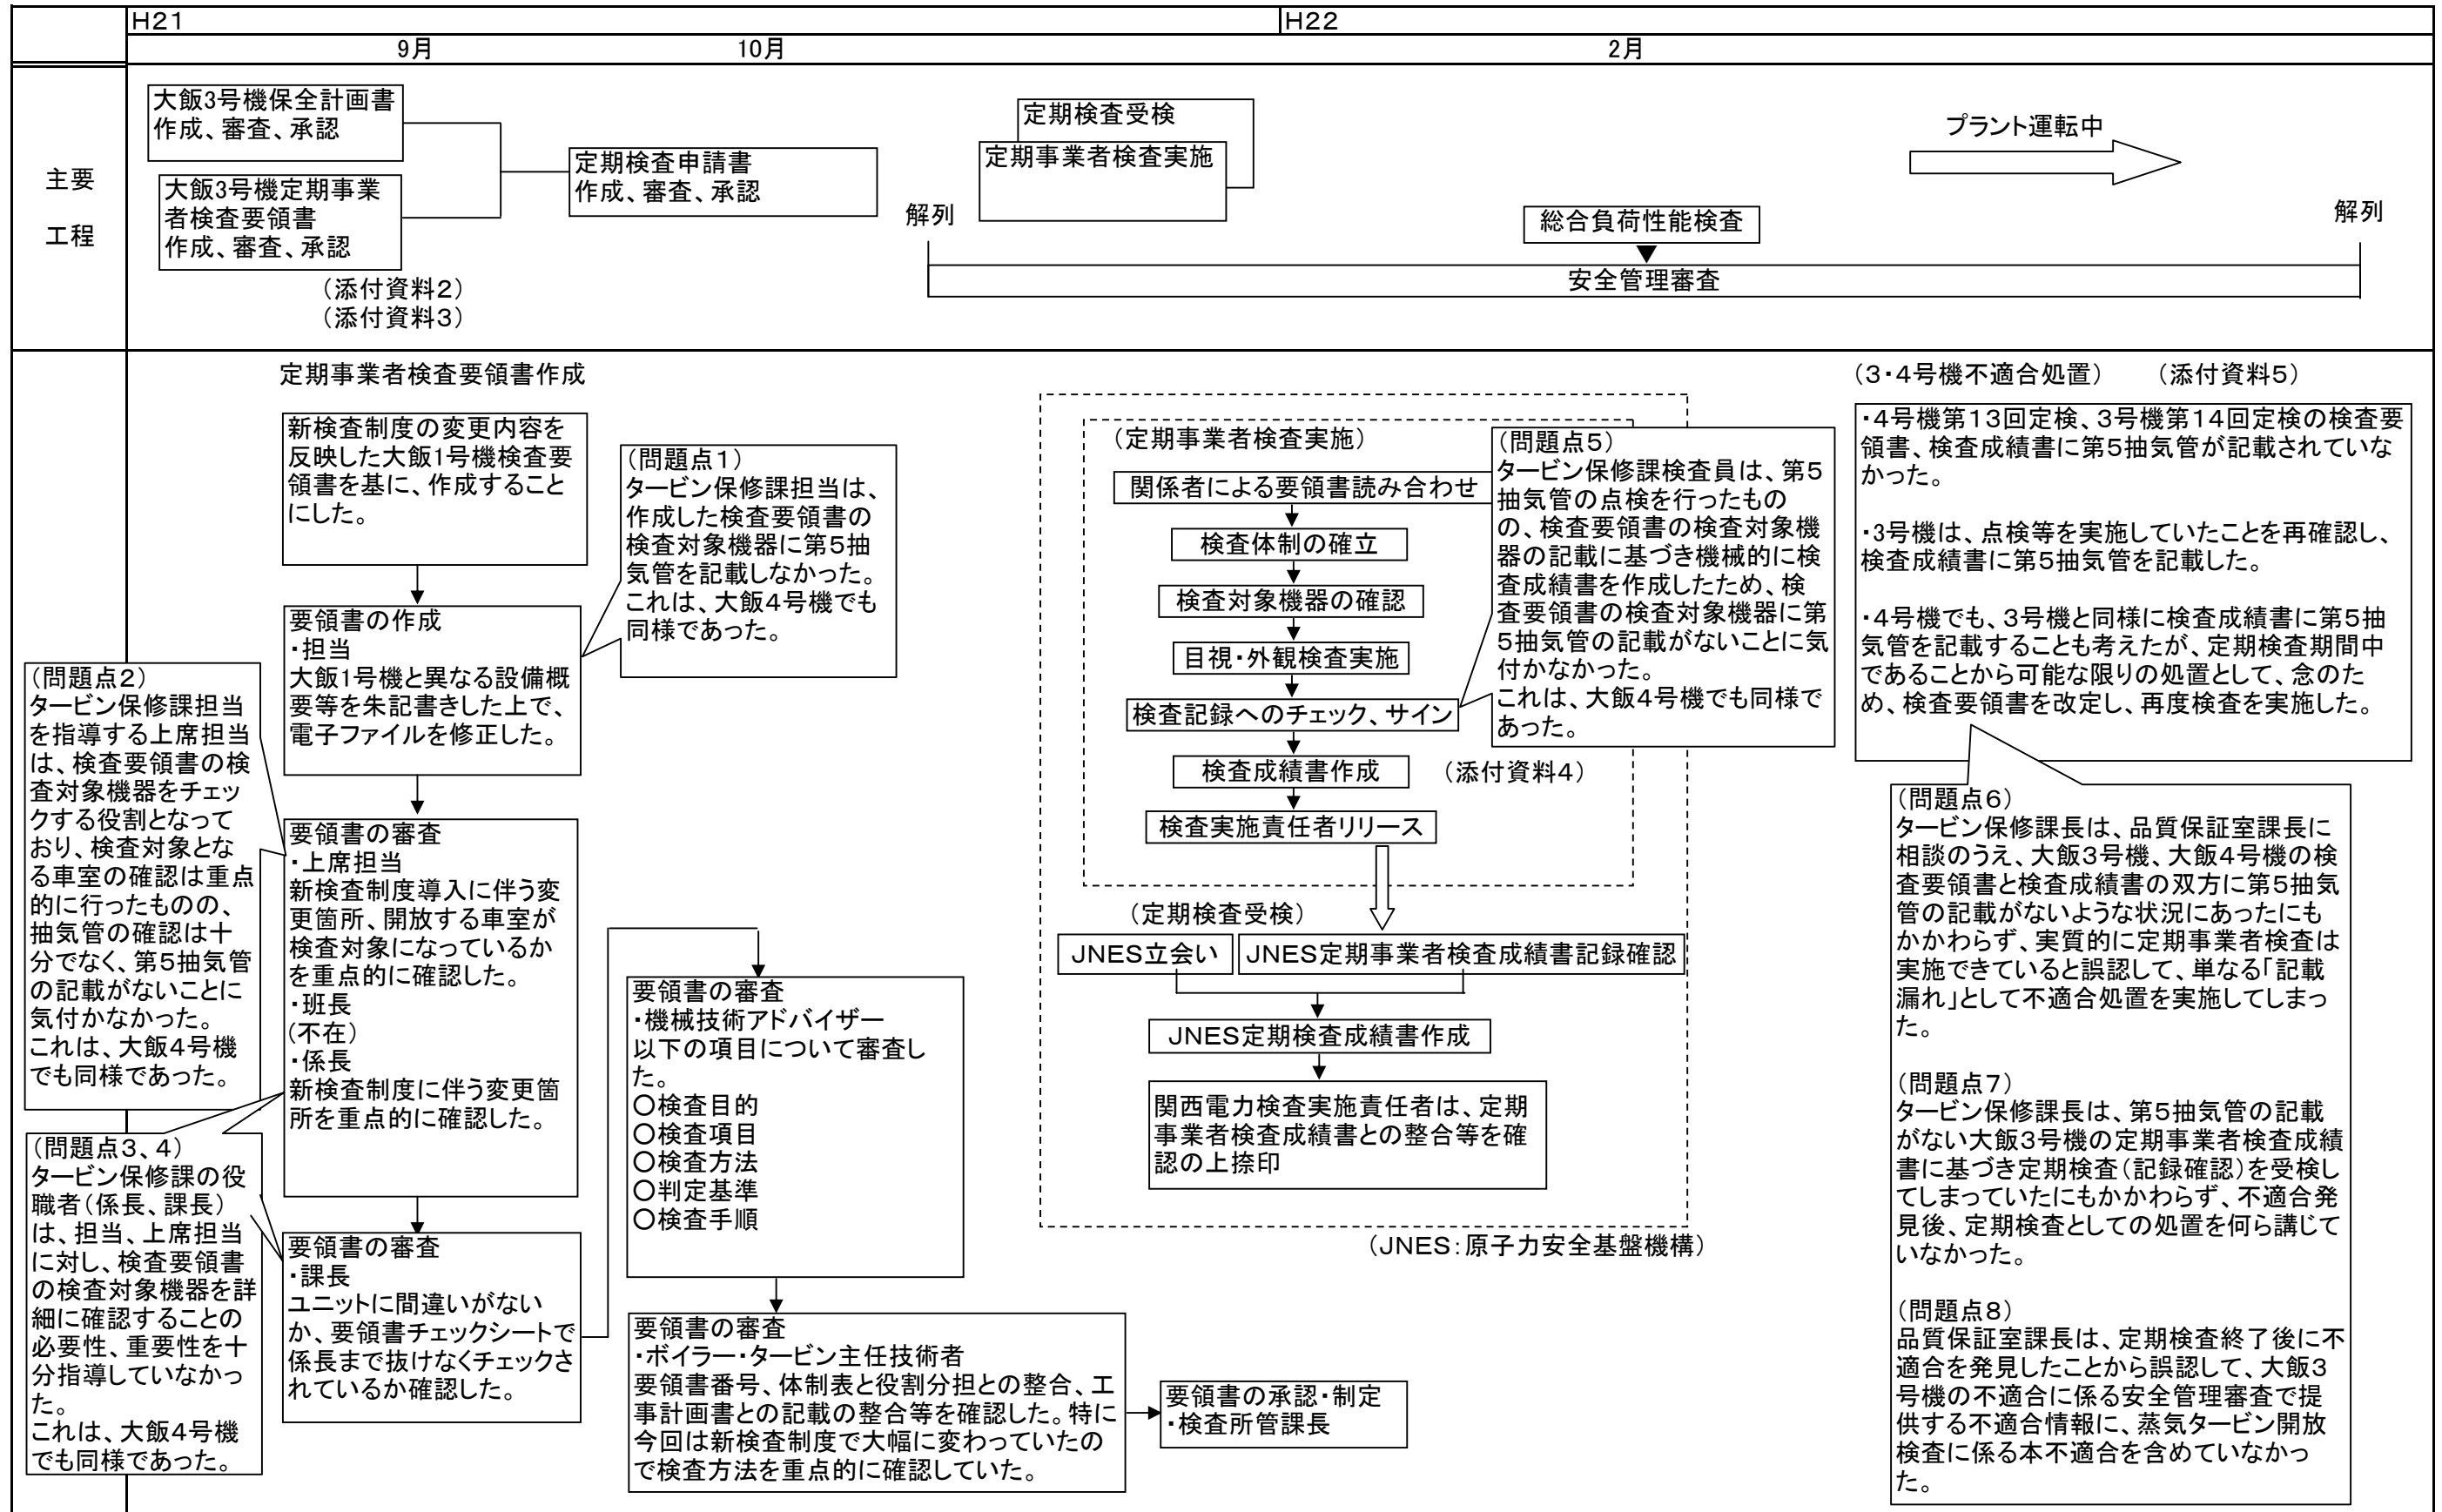 H21
H22
9月
10月
2月
主要
工程
大飯3号機保全計画書
作成、審査、承認
大飯3号機定期事業
者検査要領書
作成、審査、承認
(添付資料2)
(添付資料3)
定期検査申請書
作成、審査、承認
解列
定期検査受検
定期事業者検査実施
総合負荷性能検査
安全管理審査
プラント運転中
解列
定期事業者検査要領書作成
新検査制度の変更内容を
反映した大飯1号機検査要
領書を基に、作成すること
にした。
要領書の作成
・担当
大飯1号機と異なる設備概
要等を朱記書きした上で、
電子ファイルを修正した。
(問題点1)
タービン保修課担当は、
作成した検査要領書の
検査対象機器に第5抽
気管を記載しなかった。
これは、大飯4号機でも
同様であった。
(問題点2)
タービン保修課担当
を指導する上席担当
は、検査要領書の検
査対象機器をチェッ
クする役割となって
おり、検査対象とな
る車室の確認は重点
的に行ったものの、
抽気管の確認は十
分でなく、第5抽気管
の記載がないことに
気付かなかった。
これは、大飯4号機
でも同様であった。
要領書の審査
・上席担当
新検査制度導入に伴う変
更箇所、開放する車室が
検査対象になっているか
を重点的に確認した。
・班長
(不在)
・係長
新検査制度に伴う変更箇
所を重点的に確認した。
(問題点3、4)
タービン保修課の役
職者(係長、課長)
は、担当、上席担当
に対し、検査要領書
の検査対象機器を詳
細に確認することの
必要性、重要性を十
分指導していなかっ
た。
これは、大飯4号機
でも同様であった。
要領書の審査
・課長
ユニットに間違いがない
か、要領書チェックシートで
係長まで抜けなくチェックさ
れているか確認した。
要領書の審査
・機械技術アドバイザー
以下の項目について審査し
た。
○検査目的
○検査項目
○検査方法
○判定基準
○検査手順
要領書の審査
・ボイラー・タービン主任技術者
要領書番号、体制表と役割分担との整合、工
事計画書との記載の整合等を確認した。特に
今回は新検査制度で大幅に変わっていたの
で検査方法を重点的に確認していた。
要領書の承認・制定
・検査所管課長
(定期事業者検査実施)
関係者による要領書読み合わせ
検査体制の確立
検査対象機器の確認
目視・外観検査実施
検査記録へのチェック、サイン
検査成績書作成
(添付資料4)
検査実施責任者リリース
(問題点5)
タービン保修課検査員は、第5
抽気管の点検を行ったもの
の、検査要領書の検査対象機
器の記載に基づき機械的に検
査成績書を作成したため、検
査要領書の検査対象機器に第
5抽気管の記載がないことに気
付かなかった。
これは、大飯4号機でも同様で
あった。
(定期検査受検)
JNES立会い
JNES定期事業者検査成績書記録確認
JNES定期検査成績書作成
関西電力検査実施責任者は、定期
事業者検査成績書との整合等を確
認の上捺印
(JNES:原子力安全基盤機構)
(3・4号機不適合処置)
(添付資料5)
・4号機第13回定検、3号機第14回定検の検査要
領書、検査成績書に第5抽気管が記載されていな
かった。
・3号機は、点検等を実施していたことを再確認し、
検査成績書に第5抽気管を記載した。
・4号機でも、3号機と同様に検査成績書に第5抽
気管を記載することも考えたが、定期検査期間中
であることから可能な限りの処置として、念のた
め、検査要領書を改定し、再度検査を実施した。
(問題点6)
タービン保修課長は、品質保証室課長に
相談のうえ、大飯3号機、大飯4号機の検
査要領書と検査成績書の双方に第5抽気
管の記載がないような状況にあったにも
かかわらず、実質的に定期事業者検査は
実施できていると誤認して、単なる「記載
漏れ」として不適合処置を実施してしまっ
た。
(問題点7)
タービン保修課長は、第5抽気管の記載
がない大飯3号機の定期事業者検査成績
書に基づき定期検査(記録確認)を受検し
てしまっていたにもかかわらず、不適合発
見後、定期検査としての処置を何ら講じて
いなかった。
(問題点8)
品質保証室課長は、定期検査終了後に不
適合を発見したことから誤認して、大飯3
号機の不適合に係る安全管理審査で提
供する不適合情報に、蒸気タービン開放
検査に係る本不適合を含めていなかっ
た。